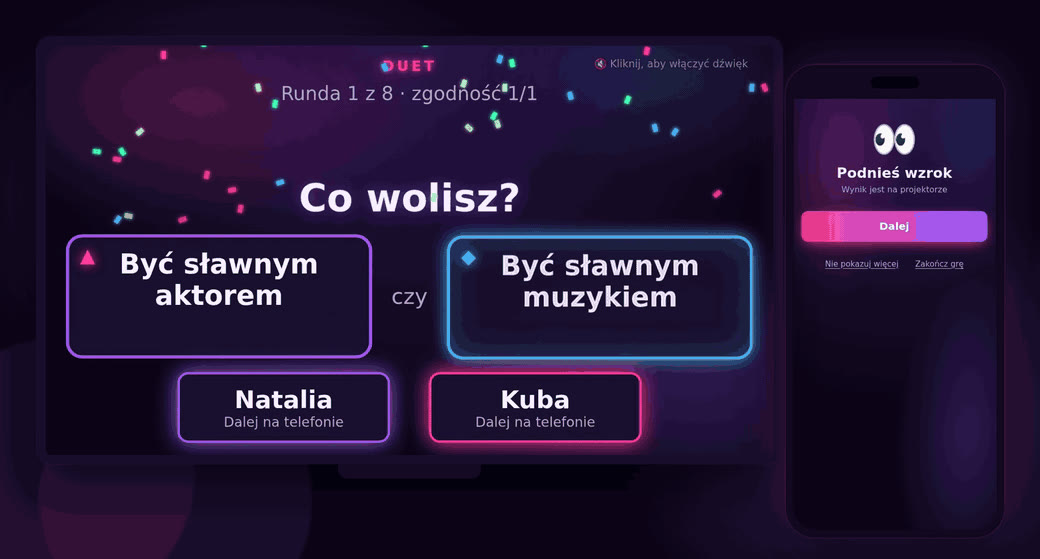 DUET
🔇 Kliknij, aby włączyć dźwięk
Runda 1 z 8 · zgodność 1/1
Co wolisz?
Być sławnym
aktorem
czy
Być sławnym
muzykiem
Natalia
Dalej na telefonie
Kuba
Dalej na telefonie
Podnieś wzrok
Wynik jest na projektorze
Dalej
Nie pokazuj więcej
Zakończ grę